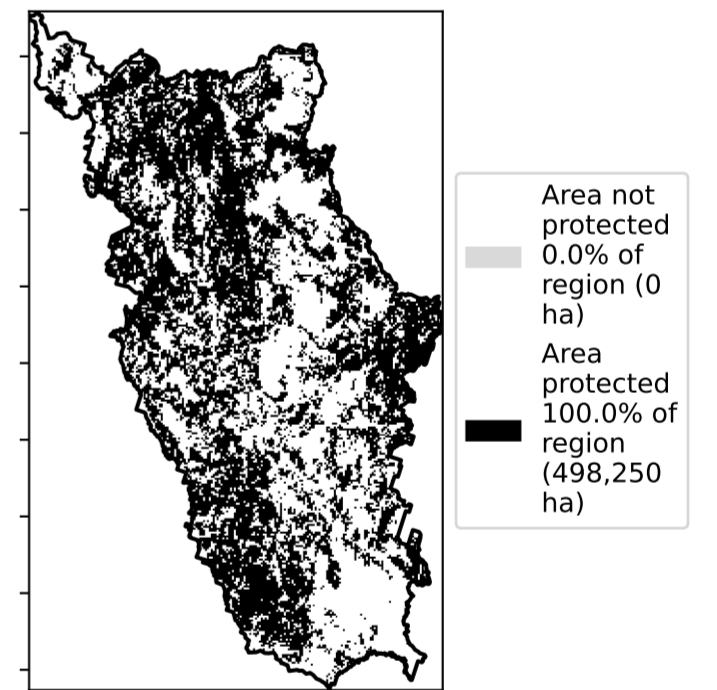 Area not
protected
0.0% of
region (0
ha)
Area
protected
100.0% of
region
(498,250
ha)